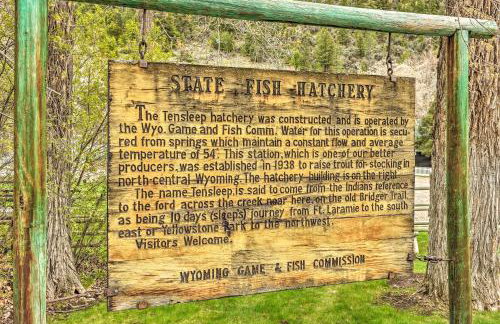 STATE FISH HATCHERY
The Tensleep hatchery was constructed and is operated by
the Wyo. Game and Fish Comm. Water for this operation is secu-
red from springs which maintain a constant flow and average
temperature of 54°. This station, which is one of our better
producers, was established in 1938 to raise trout for stocking in
north central Wyoming. The hatchery building is on the right.
The name Tensleep, is said to come from the Indians reference
to the ford across the creek near here, on the old Bridger Trail,
as being 10 days (sleeps) journey from Ft. Laramie to the south
east or Yellowstone Park to the northwest.
Visitors Welcome.
WYOMING GAME & FISH COMMISSION